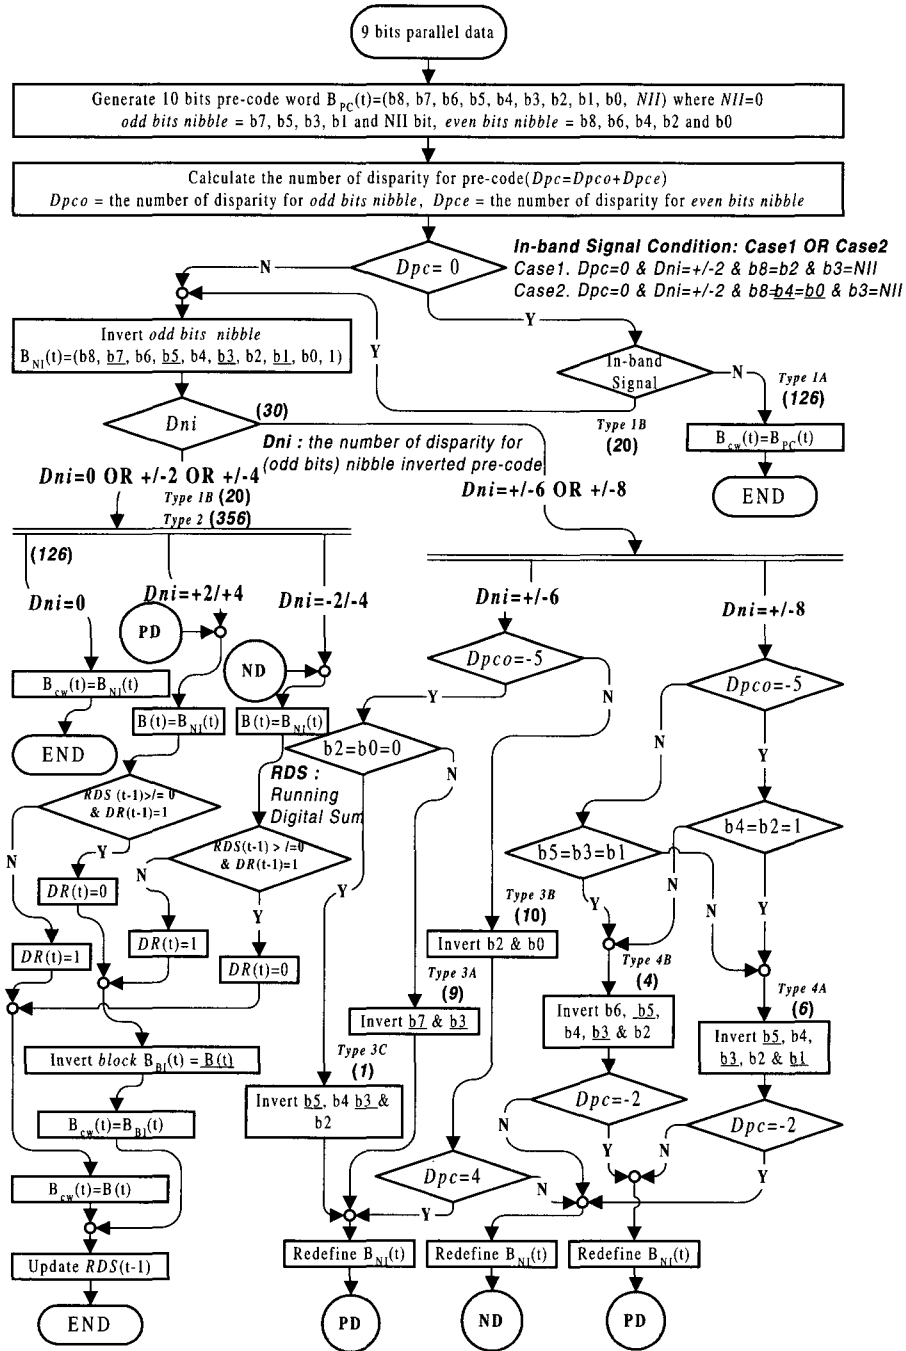 9 bits parallel data
Generate 10 bits pre-code word B_PC(t)=(b8, b7, b6, b5, b4, b3, b2, b1, b0, NII) where NII=0
odd bits nibble = b7, b5, b3, b1 and NII bit, even bits nibble = b8, b6, b4, b2 and b0
Calculate the number of disparity for pre-code(Dpc=Dpco+Dpce)
Dpco = the number of disparity for odd bits nibble, Dpce = the number of disparity for even bits nibble
Dpc= 0
In-band Signal Condition: Case1 OR Case2
Case1. Dpc=0 & Dni=+/-2 & b8=b2 & b3=NII
Case2. Dpc=0 & Dni=+/-2 & b8=b4=b0 & b3=NII
N
Y
Invert odd bits nibble
B_NI(t)=(b8, b7, b6, b5, b4, b3, b2, b1, b0, 1)
Y
In-band
Signal
N
Type 1A
(126)
B_cw(t)=B_PC(t)
END
Type 1B
(20)
Dni
(30)
Dni : the number of disparity for
(odd bits) nibble inverted pre-code
Dni=0 OR +/-2 OR +/-4
Type 1B (20)
Type 2 (356)
Dni=+/-6 OR +/-8
(126)
Dni=0
Dni=+2/+4
Dni=-2/-4
Dni=+/-6
Dni=+/-8
PD
ND
B_cw(t)=B_NI(t)
END
B(t)=B_NI(t)
B(t)=B_NI(t)
Dpco=-5
Y
N
Dpco=-5
N
Y
b2=b0=0
N
Y
RDS :
Running
Digital Sum
RDS (t-1)>/= 0
& DR(t-1)=1
N
Y
DR(t)=0
DR(t)=1
RDS(t-1) > /=0
& DR(t-1)=1
N
Y
DR(t)=1
DR(t)=0
b5=b3=b1
Y
N
b4=b2=1
N
Y
Type 3B
(10)
Invert b2 & b0
Type 3A
(9)
Invert b7 & b3
Type 3C
(1)
Invert b5, b4 b3 &
b2
Type 4B
(4)
Invert b6, b5,
b4, b3 & b2
Type 4A
(6)
Invert b5, b4,
b3, b2 & b1
Invert block B_BI(t) = B(t)
B_cw(t)=B_BI(t)
B_cw(t)=B(t)
Update RDS(t-1)
END
Dpc=-2
N
Y
Dpc=-2
N
Y
Dpc=4
Y
N
Redefine B_NI(t)
Redefine B_NI(t)
Redefine B_NI(t)
PD
ND
PD